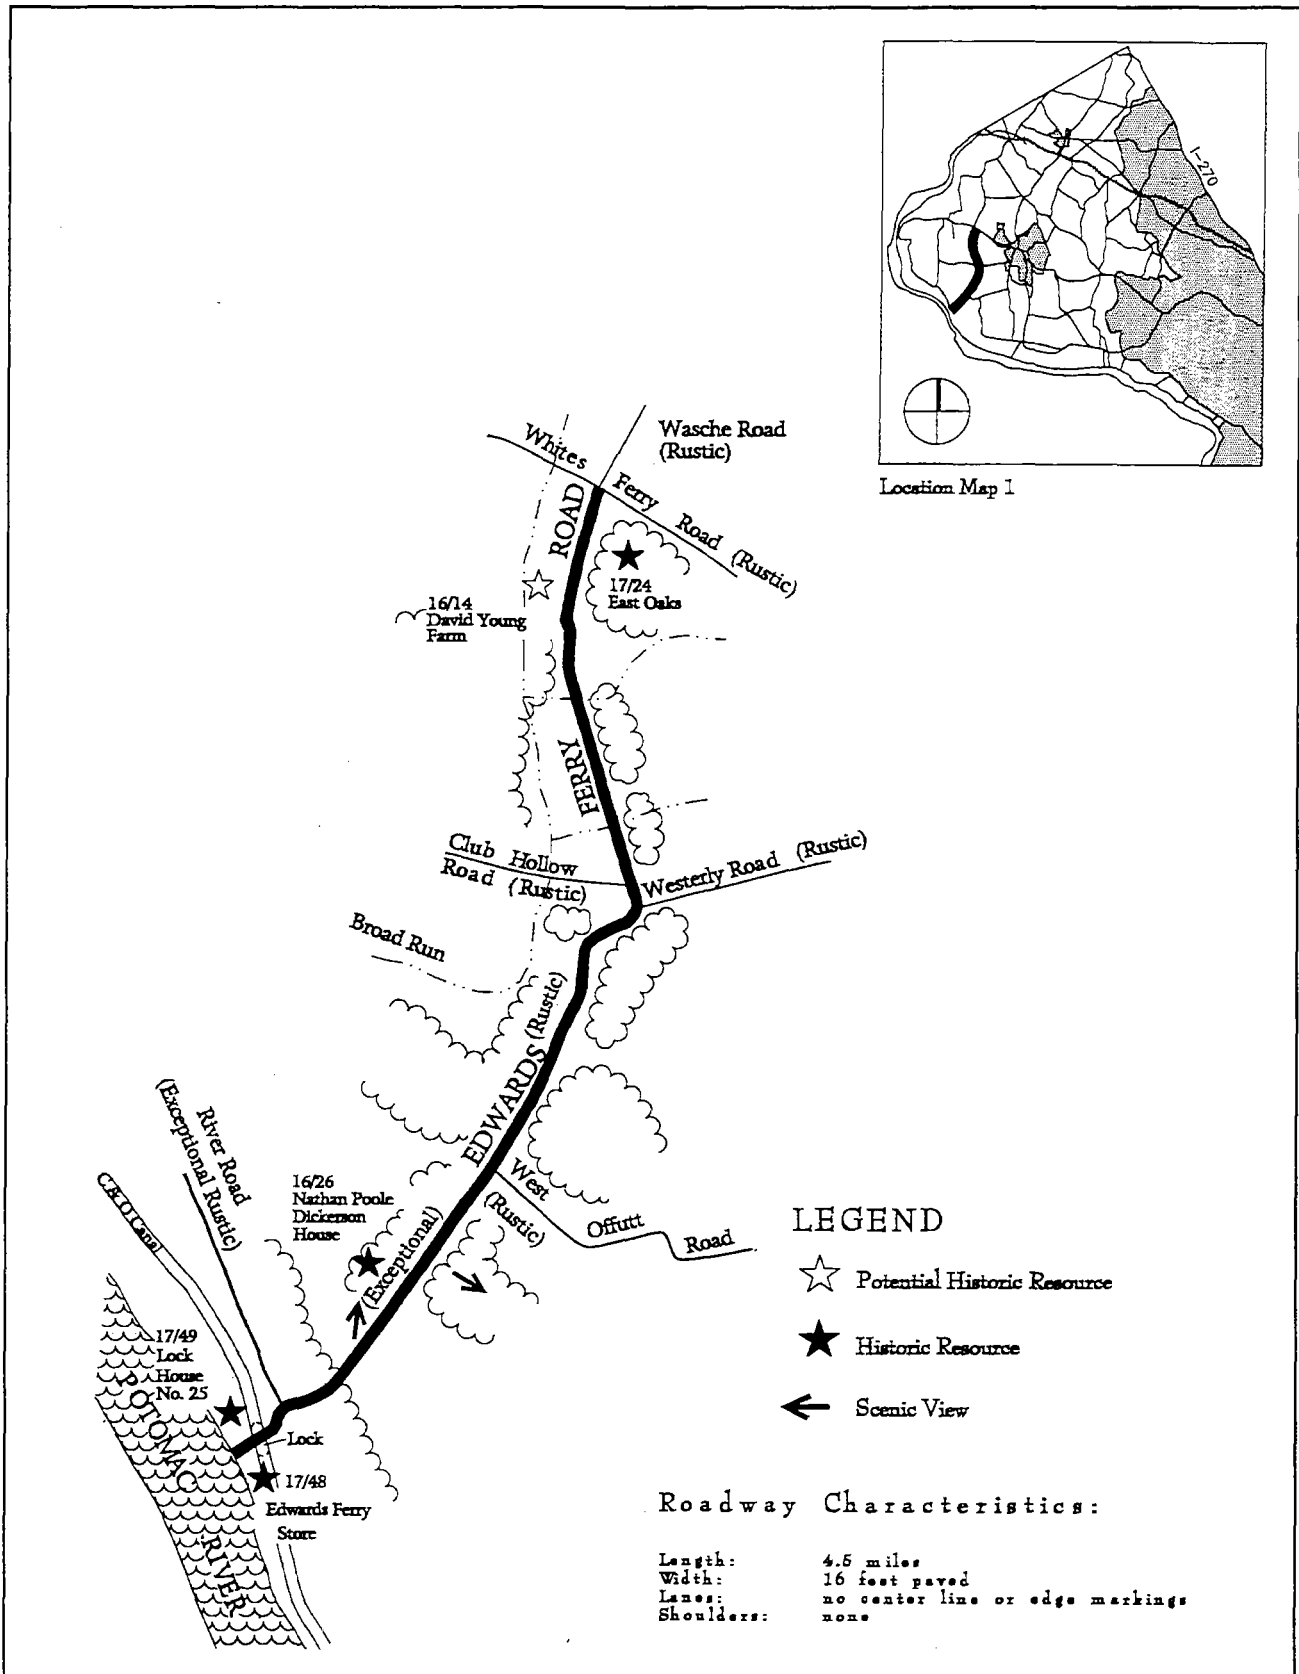 I-270
Location Map 1
Wasche Road
(Rustic)
Whites Ferry Road (Rustic)
EDWARDS FERRY ROAD
17/24
East Oaks
16/14
David Young
Farm
Club Hollow
Road (Rustic)
Westerly Road (Rustic)
Broad Run
(Rustic)
West Offutt Road
(Rustic)
River Road
(Exceptional Rustic)
C & O Canal
16/26
Nathan Poole
Dickerson
House
(Exceptional)
17/49
Lock
House
No. 25
POTOMAC RIVER
Lock
17/48
Edwards Ferry
Store
LEGEND
Potential Historic Resource
Historic Resource
Scenic View
Roadway Characteristics:
Length: 4.5 miles
Width: 16 feet paved
Lanes: no center line or edge markings
Shoulders: none